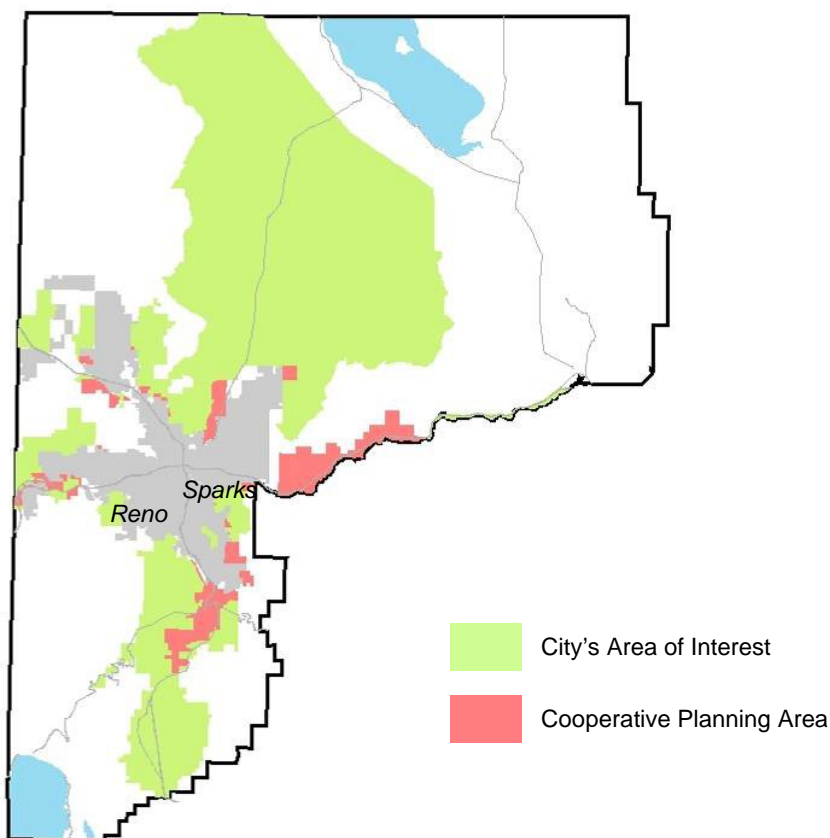 Sparks
Reno
City’s Area of Interest
Cooperative Planning Area